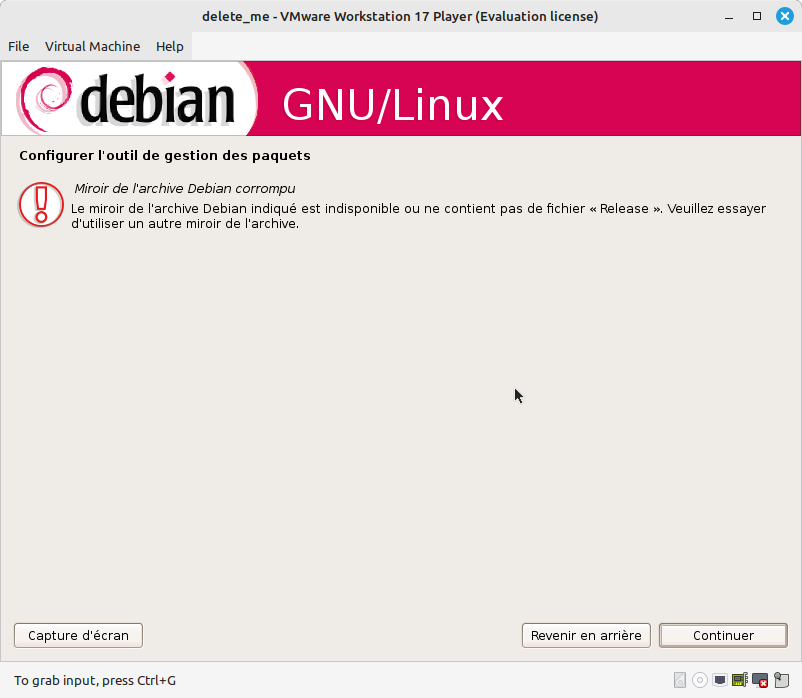 delete_me - VMware Workstation 17 Player (Evaluation license)
File Virtual Machine Help
debian GNU/Linux
Configurer l'outil de gestion des paquets
Miroir de l'archive Debian corrompu
Le miroir de l'archive Debian indiqué est indisponible ou ne contient pas de fichier « Release ». Veuillez essayer
d'utiliser un autre miroir de l'archive.
Capture d'écran Revenir en arrière Continuer
To grab input, press Ctrl+G